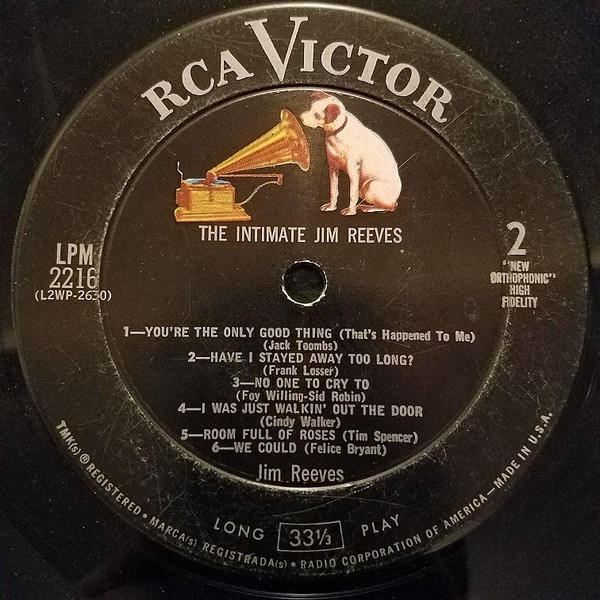 RCA VICTOR
THE INTIMATE JIM REEVES
LPM
2216
(L2WP-2630)
2
"NEW
ORTHOPHONIC"
HIGH
FIDELITY
1—YOU'RE THE ONLY GOOD THING (That's Happened To Me)
(Jack Toombs)
2—HAVE I STAYED AWAY TOO LONG?
(Frank Losser)
3—NO ONE TO CRY TO
(Foy Willing-Sid Robin)
4—I WAS JUST WALKIN' OUT THE DOOR
(Cindy Walker)
5—ROOM FULL OF ROSES (Tim Spencer)
6—WE COULD (Felice Bryant)
Jim Reeves
LONG 33⅓ PLAY
TMK(s) ® REGISTERED • MARCA(s) REGISTRADA(s) • RADIO CORPORATION OF AMERICA—MADE IN U.S.A.